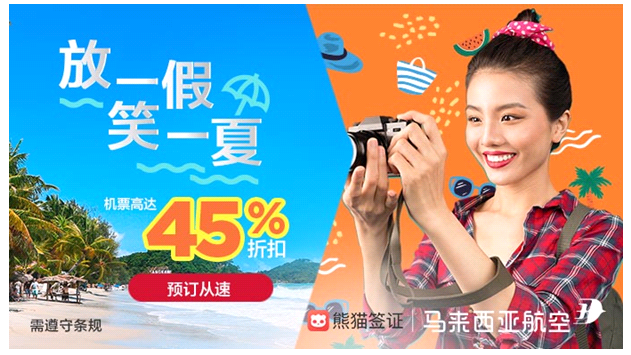 放一假
笑一夏
机票高达
45%
折扣
预订从速
需遵守条规
熊猫签证
马来西亚航空